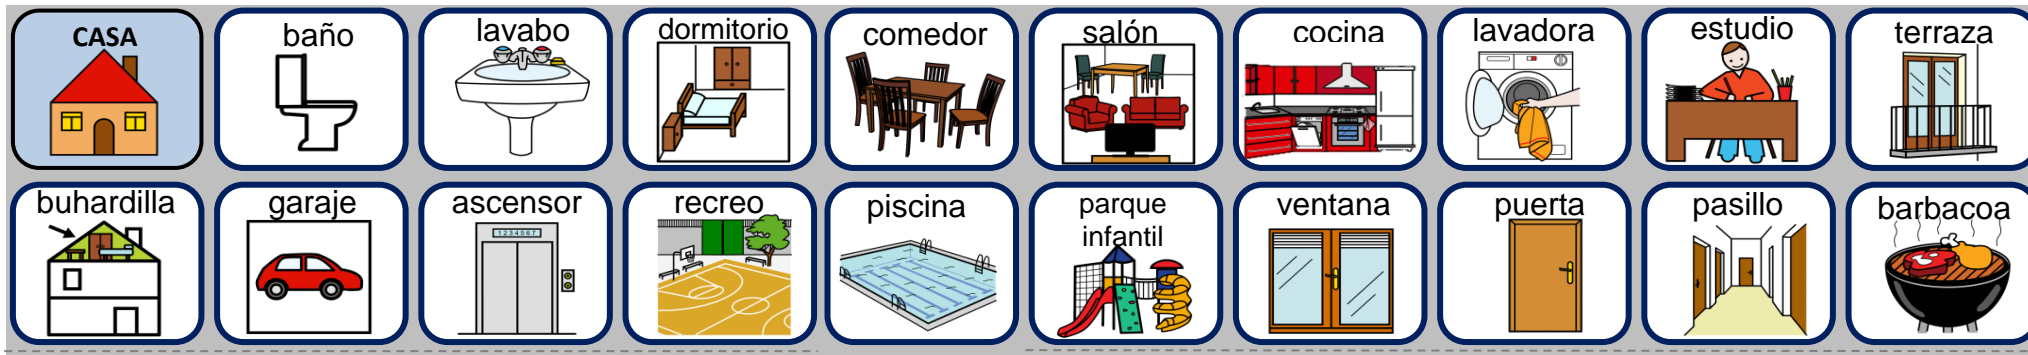 CASA
baño
lavabo
dormitorio
comedor
salón
cocina
lavadora
estudio
terraza
buhardilla
garaje
ascensor
1234567
recreo
piscina
parque
infantil
ventana
puerta
pasillo
barbacoa